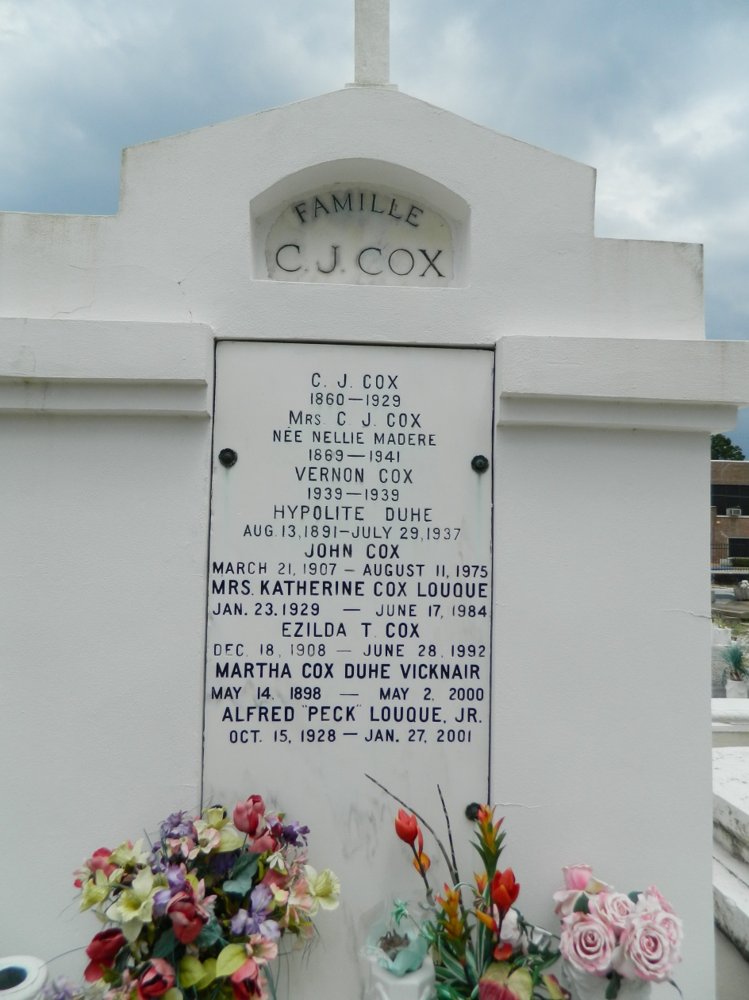 FAMILLE
C. J. COX
C. J. COX
1860—1929
MRS. C. J. COX
NÉE NELLIE MADERE
1869—1941
VERNON COX
1939—1939
HYPOLITE DUHE
AUG. 13, 1891—JULY 29, 1937
JOHN COX
MARCH 21, 1907 — AUGUST 11, 1975
MRS. KATHERINE COX LOUQUE
JAN. 23. 1929 — JUNE 17, 1984
EZILDA T. COX
DEC. 18, 1908 — JUNE 28, 1992
MARTHA COX DUHE VICKNAIR
MAY 14, 1898 — MAY 2, 2000
ALFRED "PECK" LOUQUE, JR.
OCT. 15, 1928 — JAN. 27, 2001